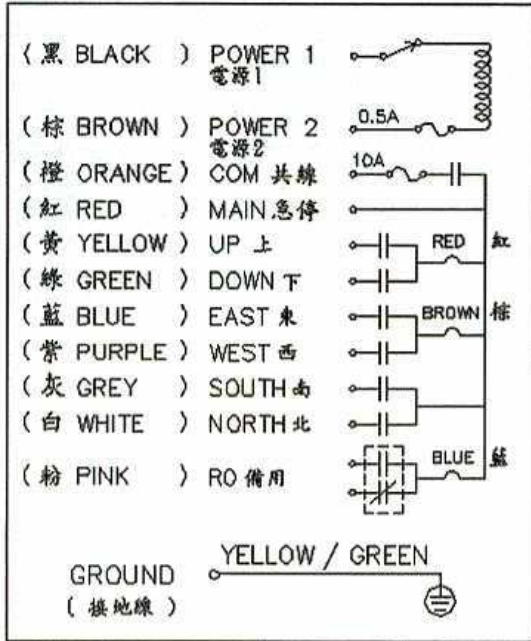 ( 黑 BLACK ) POWER 1
電源1
( 棕 BROWN ) POWER 2 0.5A
電源2
( 橙 ORANGE ) COM 共線 10A
( 紅 RED ) MAIN 急停
( 黃 YELLOW ) UP 上 RED 紅
( 綠 GREEN ) DOWN 下
( 藍 BLUE ) EAST 東 BROWN 棕
( 紫 PURPLE ) WEST 西
( 灰 GREY ) SOUTH 南
( 白 WHITE ) NORTH 北
BLUE 藍
( 粉 PINK ) RO 備用
YELLOW / GREEN
GROUND
( 接地線 )